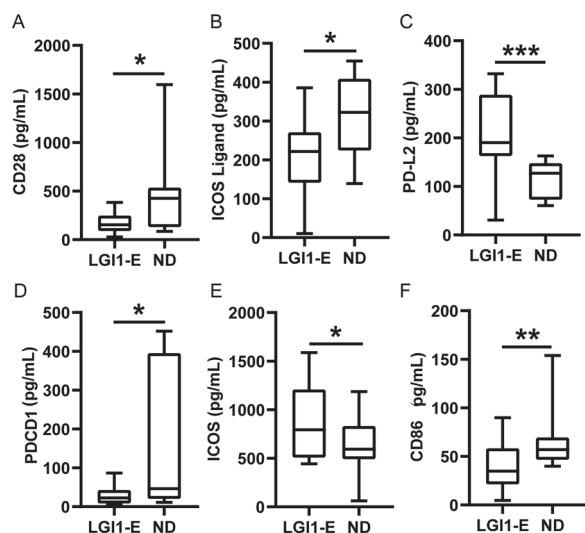 A
CD28 (pg/mL)
2000
1500
1000
500
0
*
LGI1-E ND
B
ICOS Ligand (pg/mL)
600
500
400
300
200
100
0
*
LGI1-E ND
C
PD-L2 (pg/mL)
400
300
200
100
0
***
LGI1-E ND
D
PDCD1 (pg/mL)
500
400
300
200
100
0
*
LGI1-E ND
E
ICOS (pg/mL)
2000
1500
1000
500
0
*
LGI1-E ND
F
CD86 pg/mL)
200
150
100
50
0
**
LGI1-E ND